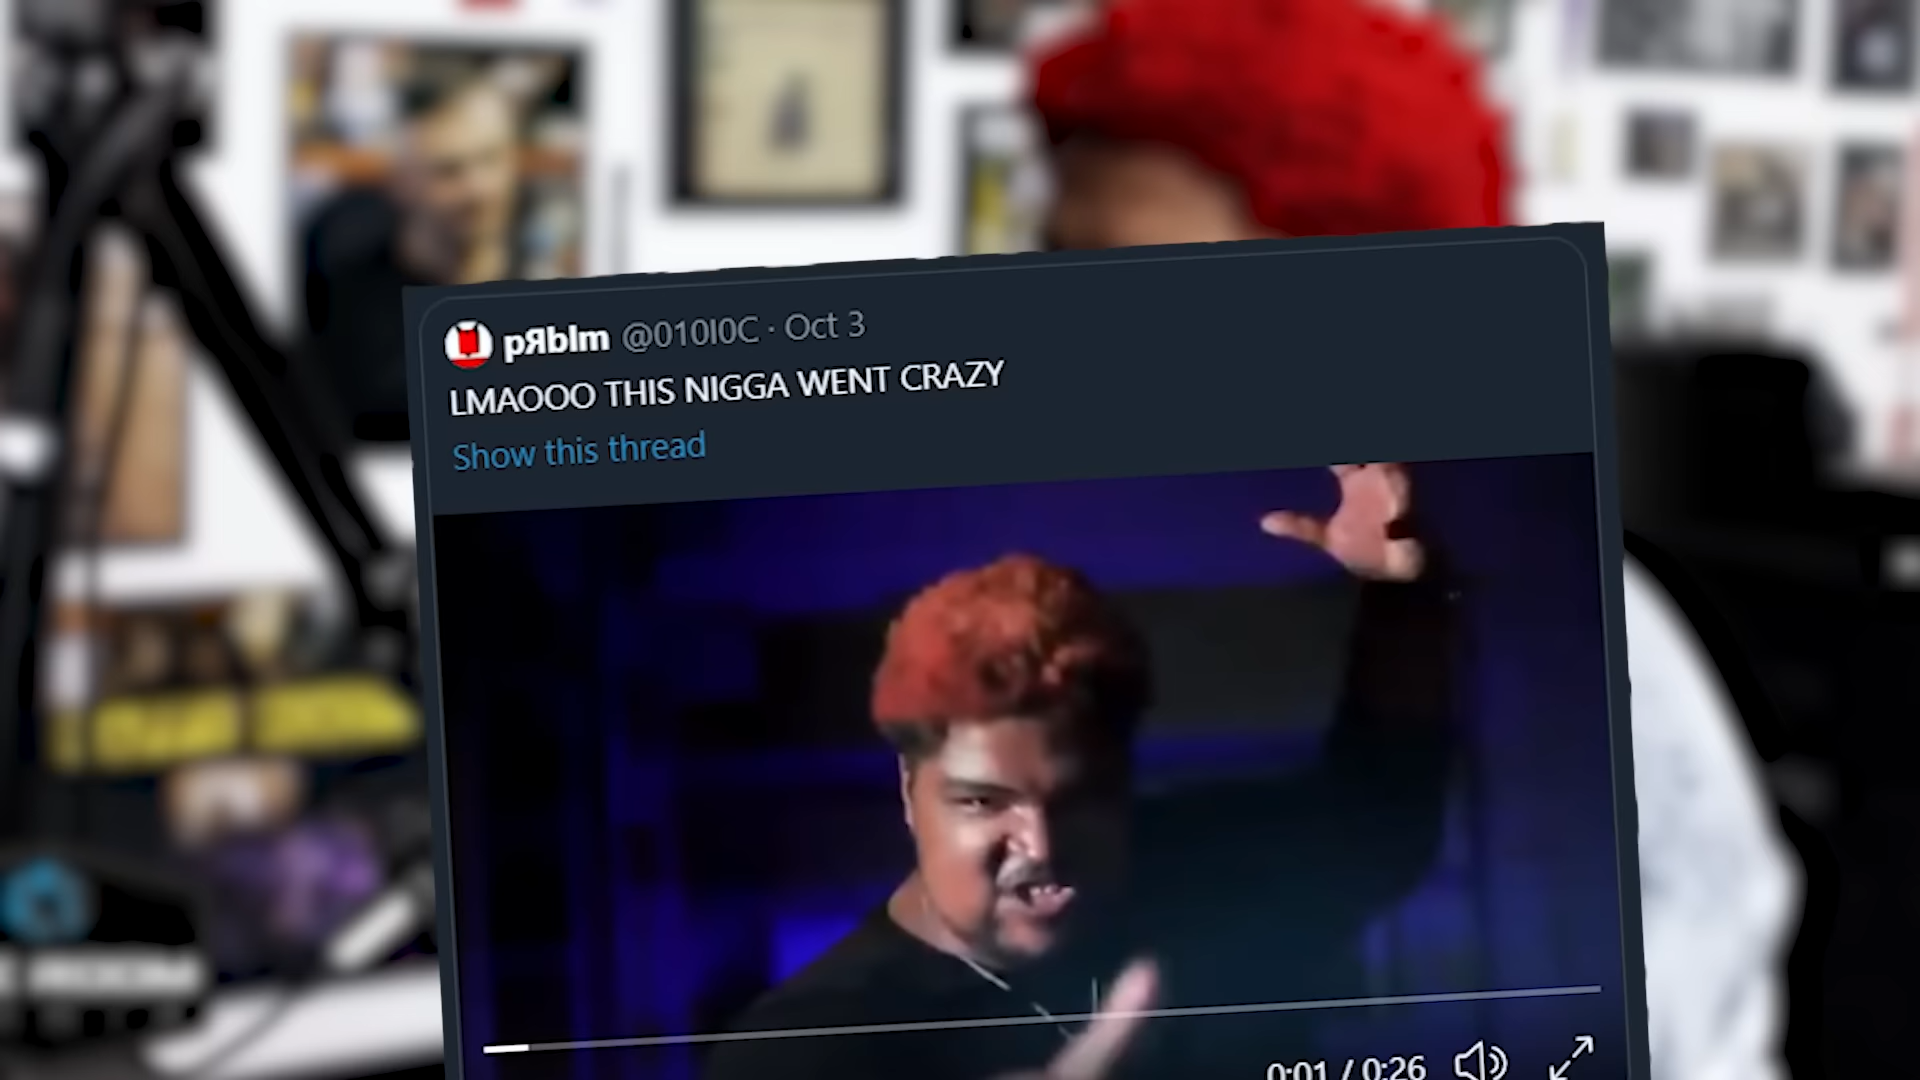 pЯblm @010I0C · Oct 3
LMAOOO THIS NIGGA WENT CRAZY
Show this thread
0:01 / 0:26